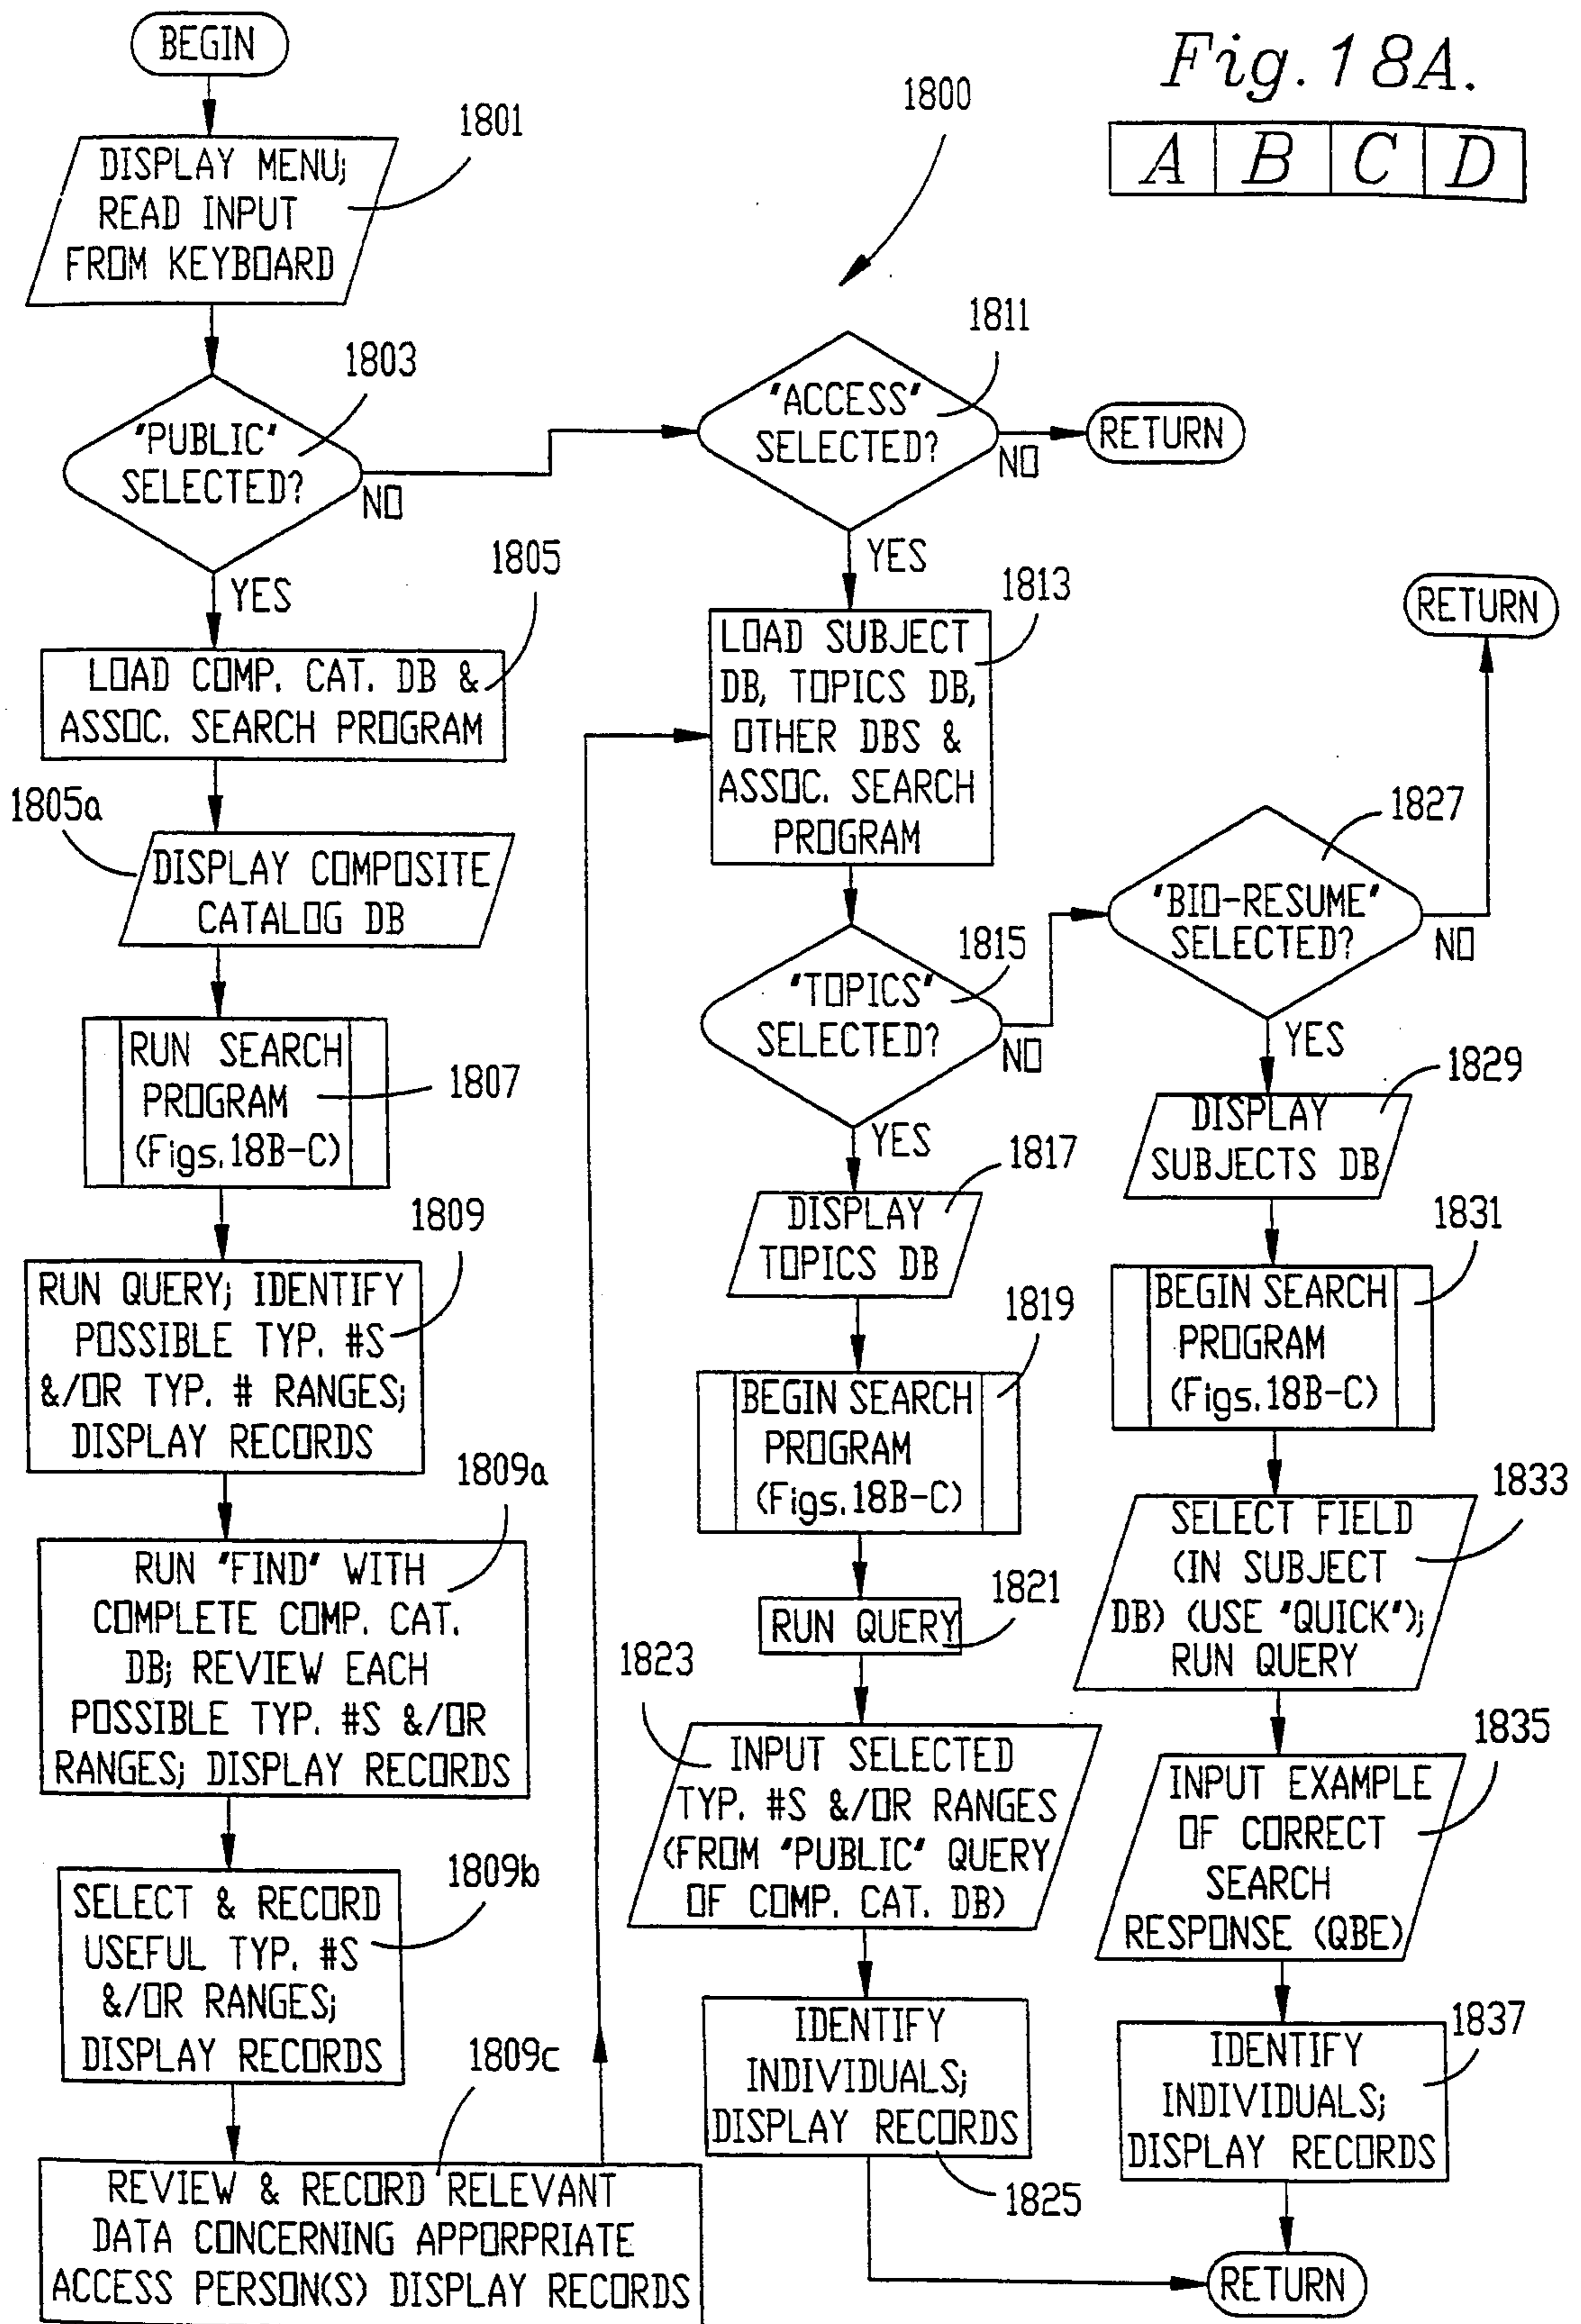 Fig. 18A.
A B C D
1800
BEGIN
1801
DISPLAY MENU;
READ INPUT
FROM KEYBOARD
1803
"PUBLIC"
SELECTED?
NO
YES
1805
LOAD COMP. CAT. DB &
ASSOC. SEARCH PROGRAM
1805a
DISPLAY COMPOSITE
CATALOG DB
RUN SEARCH
PROGRAM
(Figs. 18B-C)
1807
1809
RUN QUERY; IDENTIFY
POSSIBLE TYP. #S
&/OR TYP. # RANGES;
DISPLAY RECORDS
1809a
RUN "FIND" WITH
COMPLETE COMP. CAT.
DB; REVIEW EACH
POSSIBLE TYP. #S &/OR
RANGES; DISPLAY RECORDS
1809b
SELECT & RECORD
USEFUL TYP. #S
&/OR RANGES;
DISPLAY RECORDS
1809c
REVIEW & RECORD RELEVANT
DATA CONCERNING APPORPRIATE
ACCESS PERSON(S) DISPLAY RECORDS
1811
"ACCESS"
SELECTED?
NO
RETURN
YES
1813
LOAD SUBJECT
DB, TOPICS DB,
OTHER DBS &
ASSOC. SEARCH
PROGRAM
1815
"TOPICS"
SELECTED?
NO
YES
1817
DISPLAY
TOPICS DB
1819
BEGIN SEARCH
PROGRAM
(Figs. 18B-C)
1821
RUN QUERY
1823
INPUT SELECTED
TYP. #S &/OR RANGES
(FROM "PUBLIC" QUERY
OF COMP. CAT. DB)
IDENTIFY
INDIVIDUALS;
DISPLAY RECORDS
1825
RETURN
1827
"BIO-RESUME"
SELECTED?
NO
YES
1829
DISPLAY
SUBJECTS DB
1831
BEGIN SEARCH
PROGRAM
(Figs. 18B-C)
1833
SELECT FIELD
(IN SUBJECT
DB) (USE "QUICK");
RUN QUERY
1835
INPUT EXAMPLE
OF CORRECT
SEARCH
RESPONSE (QBE)
1837
IDENTIFY
INDIVIDUALS;
DISPLAY RECORDS
RETURN